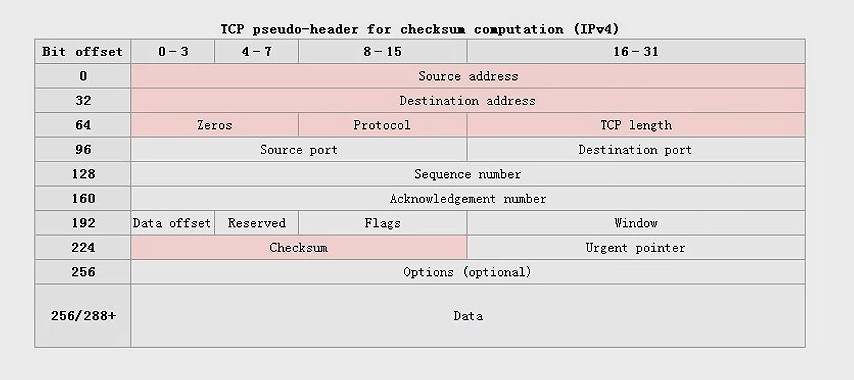 TCP pseudo-header for checksum computation (IPv4)
Bit offset 0-3 4-7 8-15 16-31
0 Source address
32 Destination address
64 Zeros Protocol TCP length
96 Source port Destination port
128 Sequence number
160 Acknowledgement number
192 Data offset Reserved Flags Window
224 Checksum Urgent pointer
256 Options (optional)
256/288+ Data